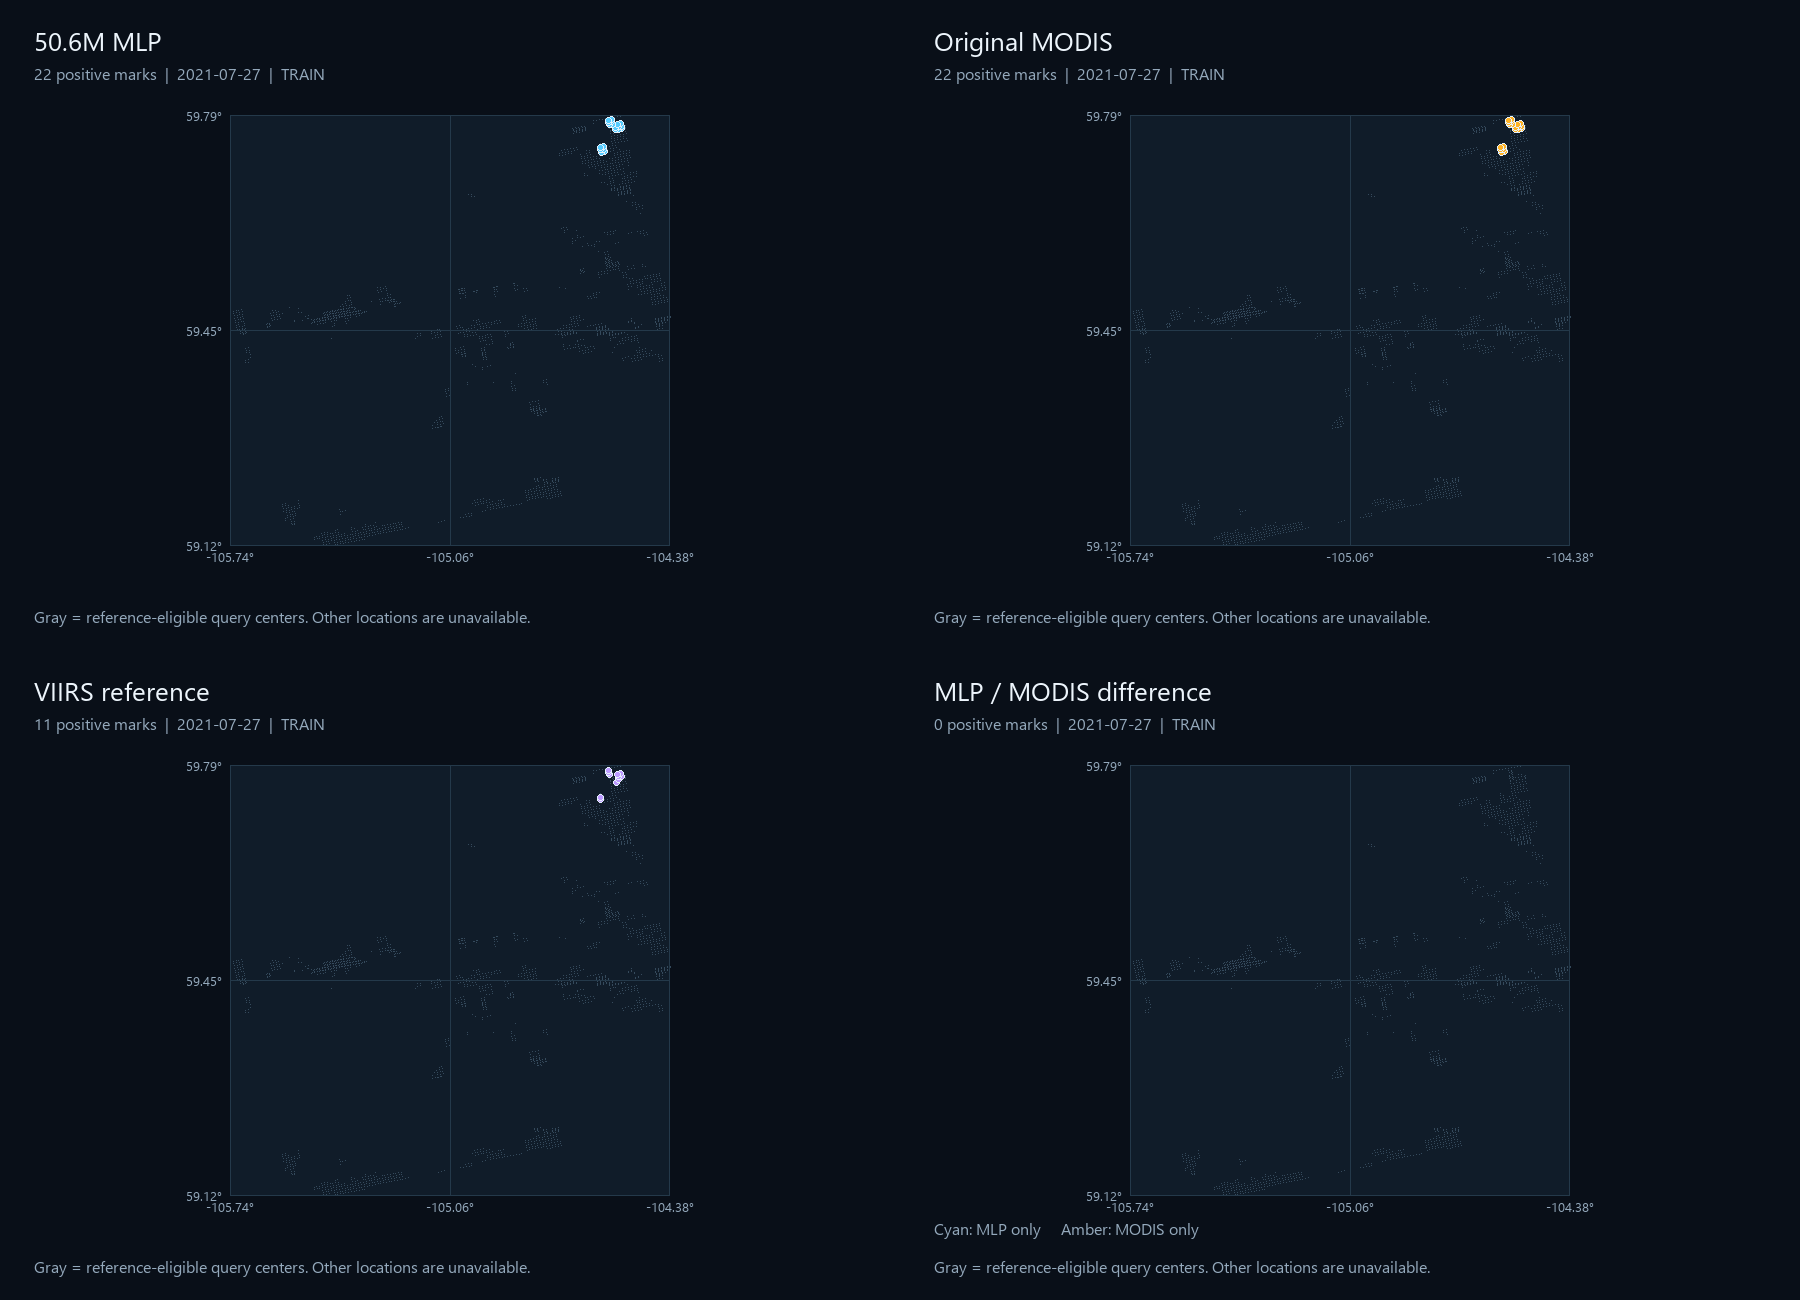 50.6M MLP
22 positive marks | 2021-07-27 | TRAIN
59.79°
59.45°
59.12°
-105.74°
-105.06°
-104.38°
Gray = reference-eligible query centers. Other locations are unavailable.
Original MODIS
22 positive marks | 2021-07-27 | TRAIN
59.79°
59.45°
59.12°
-105.74°
-105.06°
-104.38°
Gray = reference-eligible query centers. Other locations are unavailable.
VIIRS reference
11 positive marks | 2021-07-27 | TRAIN
59.79°
59.45°
59.12°
-105.74°
-105.06°
-104.38°
Gray = reference-eligible query centers. Other locations are unavailable.
MLP / MODIS difference
0 positive marks | 2021-07-27 | TRAIN
59.79°
59.45°
59.12°
-105.74°
-105.06°
-104.38°
Cyan: MLP only Amber: MODIS only
Gray = reference-eligible query centers. Other locations are unavailable.